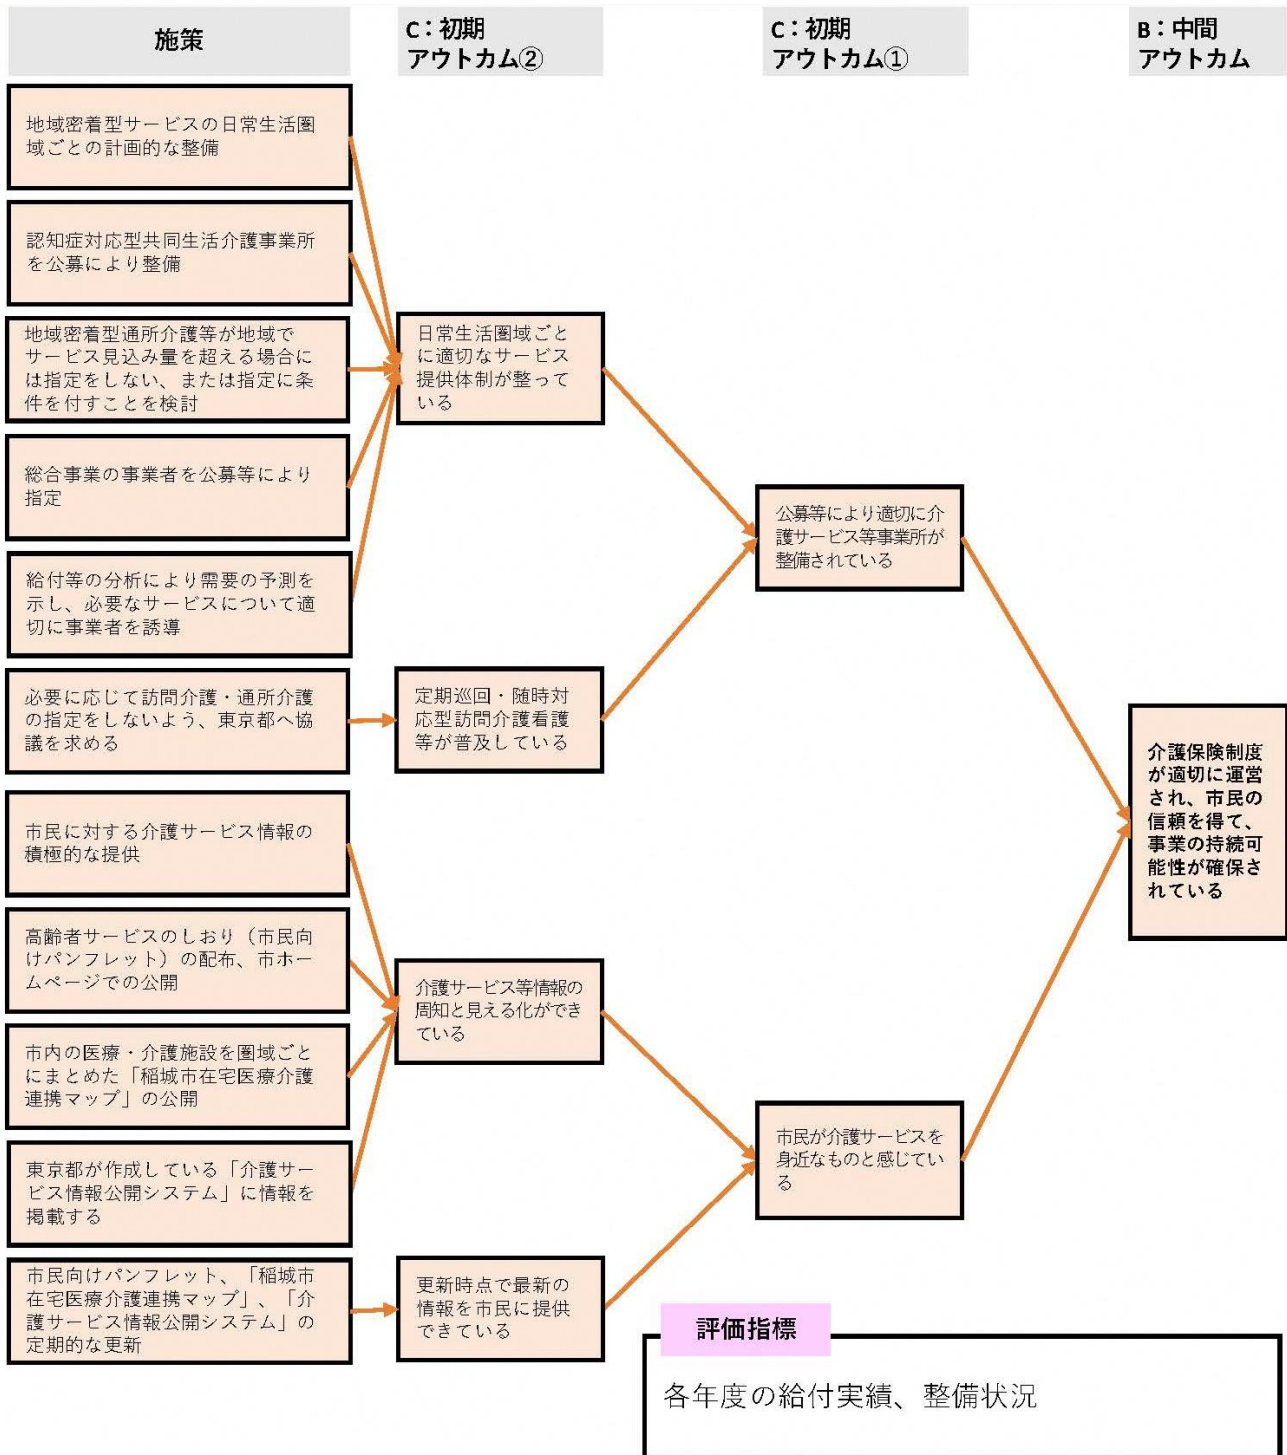 施策
C：初期
アウトカム②
C：初期
アウトカム①
B：中間
アウトカム
地域密着型サービスの日常生活圏
域ごとの計画的な整備
認知症対応型共同生活介護事業所
を公募により整備
地域密着型通所介護等が地域で
サービス見込み量を超える場合に
は指定をしない、または指定に条
件を付すことを検討
総合事業の事業者を公募等により
指定
給付等の分析により需要の予測を
示し、必要なサービスについて適
切に事業者を誘導
必要に応じて訪問介護・通所介護
の指定をしないよう、東京都へ協
議を求める
市民に対する介護サービス情報の
積極的な提供
高齢者サービスのしおり（市民向
けパンフレット）の配布、市ホー
ムページでの公開
市内の医療・介護施設を圏域ごと
にまとめた「稲城市在宅医療介護
連携マップ」の公開
東京都が作成している「介護サー
ビス情報公開システム」に情報を
掲載する
市民向けパンフレット、「稲城市
在宅医療介護連携マップ」、「介
護サービス情報公開システム」の
定期的な更新
日常生活圏域ごと
に適切なサービス
提供体制が整って
いる
定期巡回・随時対
応型訪問介護看護
等が普及している
介護サービス等情報の
周知と見える化ができ
ている
更新時点で最新の
情報を市民に提供
できている
公募等により適切に介
護サービス等事業所が
整備されている
市民が介護サービスを
身近なものと感じてい
る
介護保険制度
が適切に運営
され、市民の
信頼を得て、
事業の持続可
能性が確保さ
れている
評価指標
各年度の給付実績、整備状況